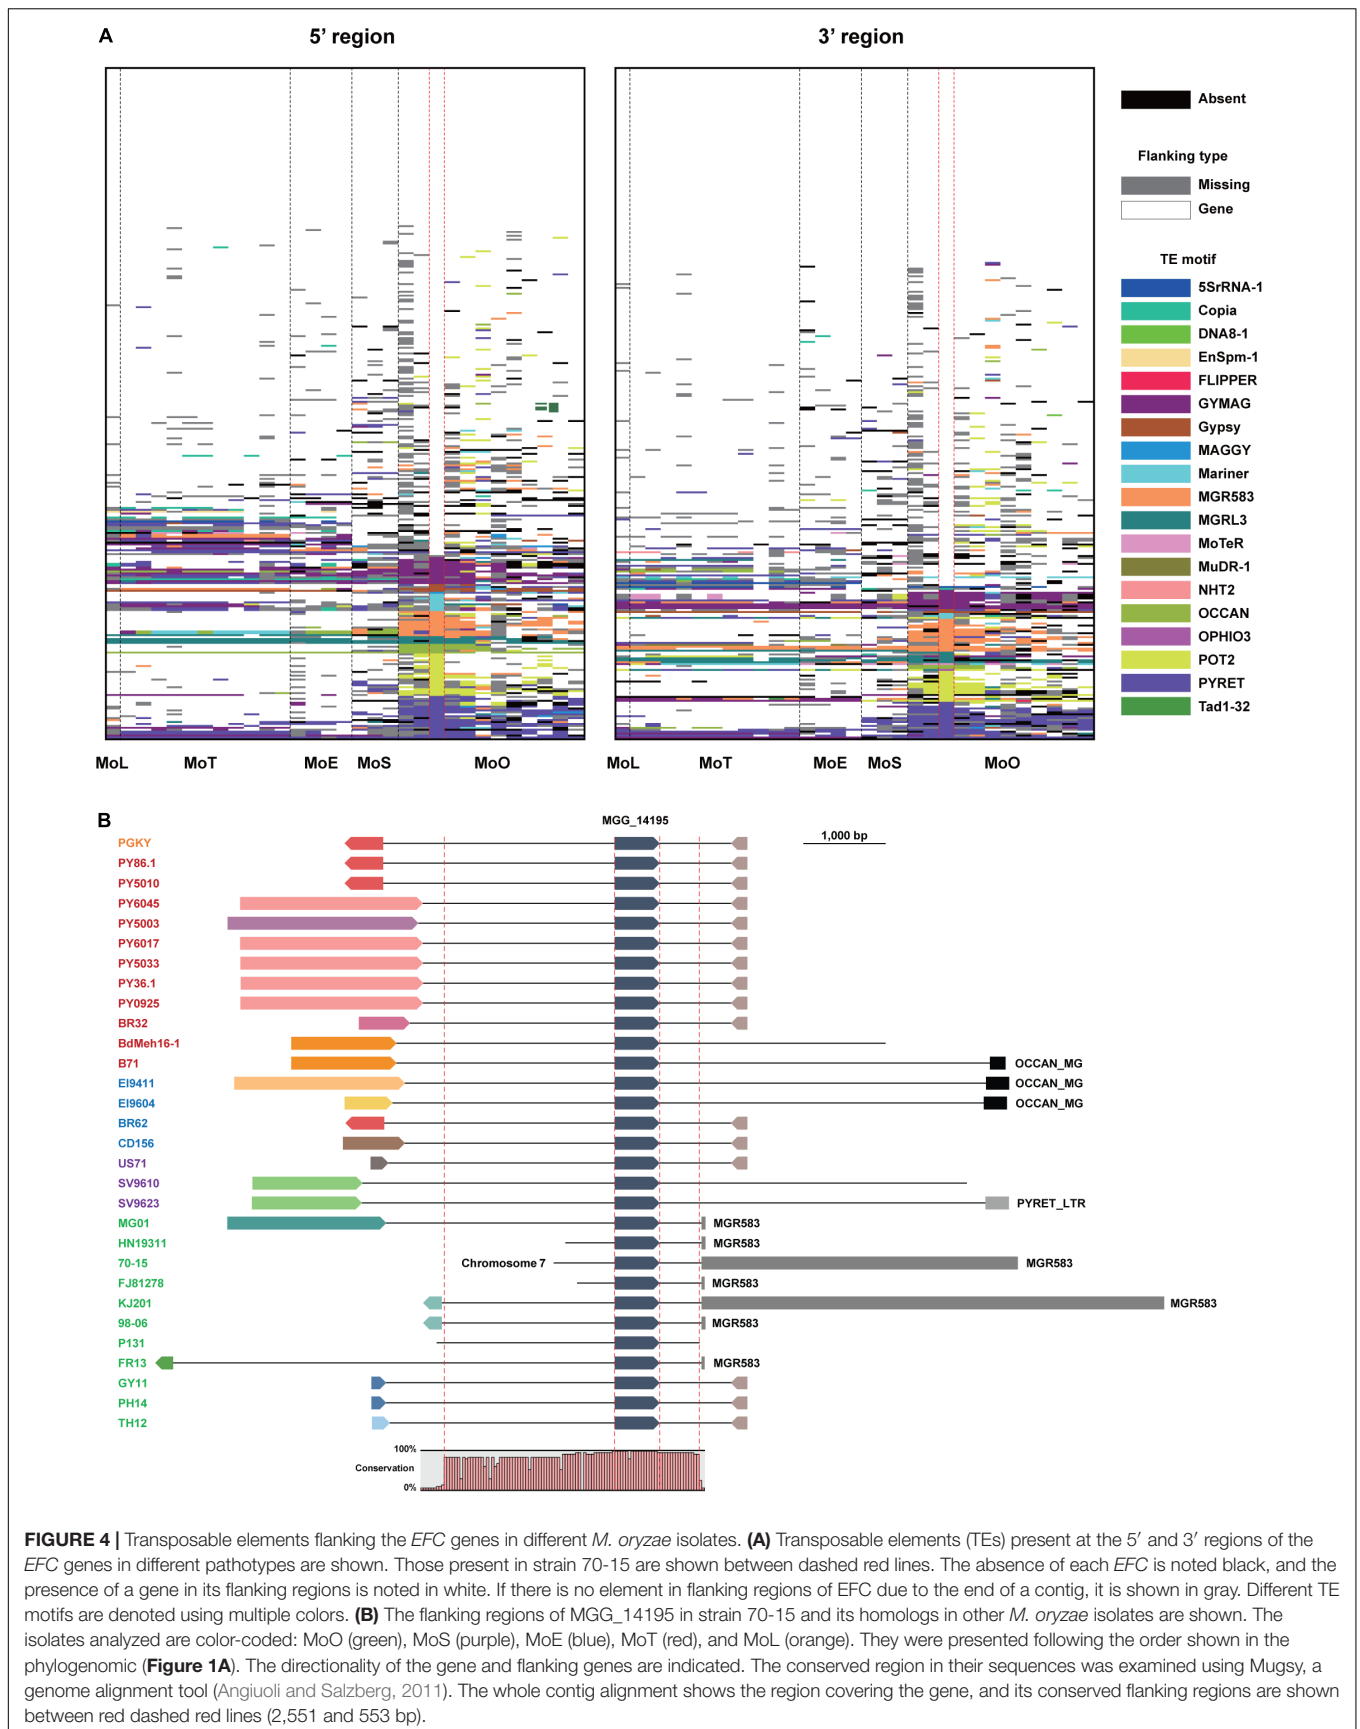 A
5′ region
3′ region
Absent
Flanking type
Missing
Gene
TE motif
5SrRNA-1
Copia
DNA8-1
EnSpm-1
FLIPPER
GYMAG
Gypsy
MAGGY
Mariner
MGR583
MGRL3
MoTeR
MuDR-1
NHT2
OCCAN
OPHIO3
POT2
PYRET
Tad1-32
MoL MoT MoE MoS MoO
MoL MoT MoE MoS MoO
B
MGG_14195
1,000 bp
PGKY
PY86.1
PY5010
PY6045
PY5003
PY6017
PY5033
PY36.1
PY0925
BR32
BdMeh16-1
B71 OCCAN_MG
EI9411 OCCAN_MG
EI9604 OCCAN_MG
BR62
CD156
US71
SV9610
SV9623 PYRET_LTR
MG01 MGR583
HN19311 MGR583
70-15 Chromosome 7 MGR583
FJ81278 MGR583
KJ201 MGR583
98-06 MGR583
P131
FR13 MGR583
GY11
PH14
TH12
100%
Conservation
0%
FIGURE 4 | Transposable elements flanking the EFC genes in different M. oryzae isolates. (A) Transposable elements (TEs) present at the 5′ and 3′ regions of the
EFC genes in different pathotypes are shown. Those present in strain 70-15 are shown between dashed red lines. The absence of each EFC is noted black, and the
presence of a gene in its flanking regions is noted in white. If there is no element in flanking regions of EFC due to the end of a contig, it is shown in gray. Different TE
motifs are denoted using multiple colors. (B) The flanking regions of MGG_14195 in strain 70-15 and its homologs in other M. oryzae isolates are shown. The
isolates analyzed are color-coded: MoO (green), MoS (purple), MoE (blue), MoT (red), and MoL (orange). They were presented following the order shown in the
phylogenomic (Figure 1A). The directionality of the gene and flanking genes are indicated. The conserved region in their sequences was examined using Mugsy, a
genome alignment tool (Angiuoli and Salzberg, 2011). The whole contig alignment shows the region covering the gene, and its conserved flanking regions are shown
between red dashed red lines (2,551 and 553 bp).